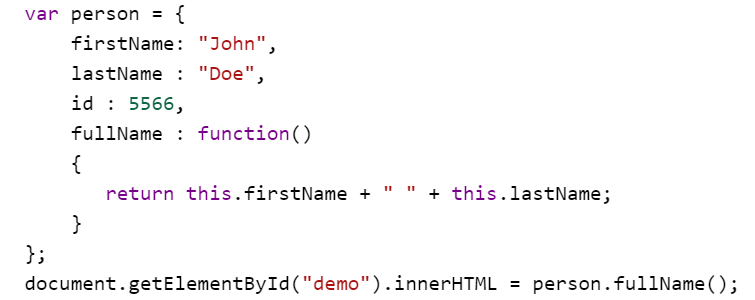 var person = {
    firstName: "John",
    lastName : "Doe",
    id : 5566,
    fullName : function()
    {
       return this.firstName + " " + this.lastName;
    }
};
document.getElementById("demo").innerHTML = person.fullName();